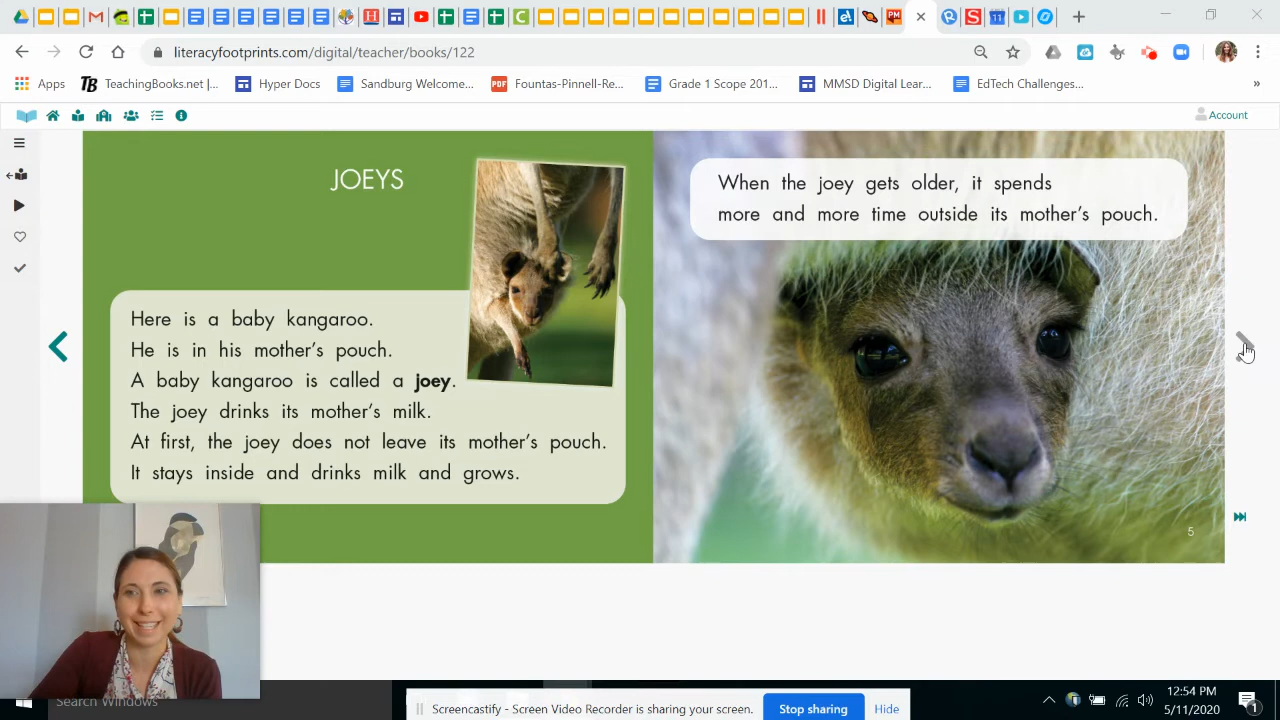 literacyfootprints.com/digital/teacher/books/122
Apps
TB TeachingBooks.net |...
Hyper Docs
Sandburg Welcome...
PDF Fountas-Pinnell-Re...
Grade 1 Scope 201...
MMSD Digital Lear...
EdTech Challenges...
»
Account
JOEYS
Here is a baby kangaroo.
He is in his mother's pouch.
A baby kangaroo is called a joey.
The joey drinks its mother's milk.
At first, the joey does not leave its mother's pouch.
It stays inside and drinks milk and grows.
When the joey gets older, it spends
more and more time outside its mother's pouch.
5
Search Windows
Screencastify - Screen Video Recorder is sharing your screen.
Stop sharing
Hide
12:54 PM
5/11/2020
1